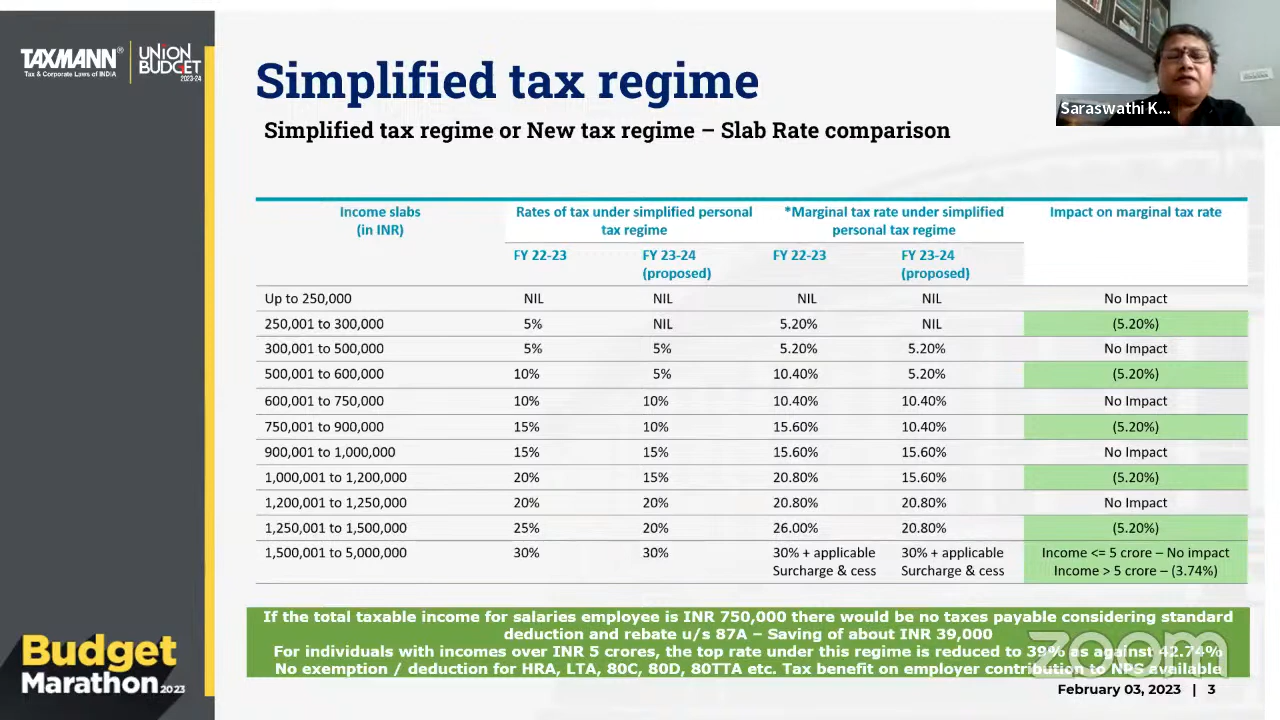 TAXMANN®
Tax & Corporate Laws of INDIA
UNION
BUDGET
2023-24
Saraswathi K...
Simplified tax regime
Simplified tax regime or New tax regime – Slab Rate comparison
Income slabs
(in INR)
Rates of tax under simplified personal
tax regime
*Marginal tax rate under simplified
personal tax regime
Impact on marginal tax rate
FY 22-23 FY 23-24
(proposed)
FY 22-23 FY 23-24
(proposed)
Up to 250,000 NIL NIL NIL NIL No Impact
250,001 to 300,000 5% NIL 5.20% NIL (5.20%)
300,001 to 500,000 5% 5% 5.20% 5.20% No Impact
500,001 to 600,000 10% 5% 10.40% 5.20% (5.20%)
600,001 to 750,000 10% 10% 10.40% 10.40% No Impact
750,001 to 900,000 15% 10% 15.60% 10.40% (5.20%)
900,001 to 1,000,000 15% 15% 15.60% 15.60% No Impact
1,000,001 to 1,200,000 20% 15% 20.80% 15.60% (5.20%)
1,200,001 to 1,250,000 20% 20% 20.80% 20.80% No Impact
1,250,001 to 1,500,000 25% 20% 26.00% 20.80% (5.20%)
1,500,001 to 5,000,000 30% 30% 30% + applicable 30% + applicable Income <= 5 crore – No impact
Surcharge & cess Surcharge & cess Income > 5 crore – (3.74%)
If the total taxable income for salaries employee is INR 750,000 there would be no taxes payable considering standard
deduction and rebate u/s 87A – Saving of about INR 39,000
For individuals with incomes over INR 5 crores, the top rate under this regime is reduced to 39% as against 42.74%
No exemption / deduction for HRA, LTA, 80C, 80D, 80TTA etc. Tax benefit on employer contribution to NPS available
zoom
Budget
Marathon 2023
February 03, 2023 | 3